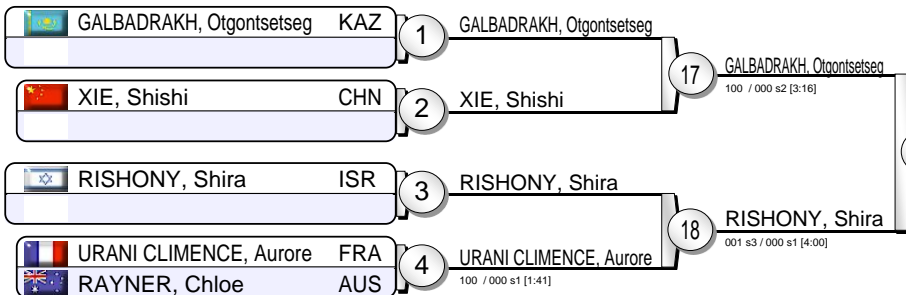 GALBADRAKH, Otgontsetseg KAZ
1
GALBADRAKH, Otgontsetseg
XIE, Shishi CHN
2
XIE, Shishi
17
GALBADRAKH, Otgontsetseg
100 / 000 s2 [3:16]
RISHONY, Shira ISR
3
RISHONY, Shira
URANI CLIMENCE, Aurore FRA
RAYNER, Chloe AUS
4
URANI CLIMENCE, Aurore
100 / 000 s1 [1:41]
18
RISHONY, Shira
001 s3 / 000 s1 [4:00]